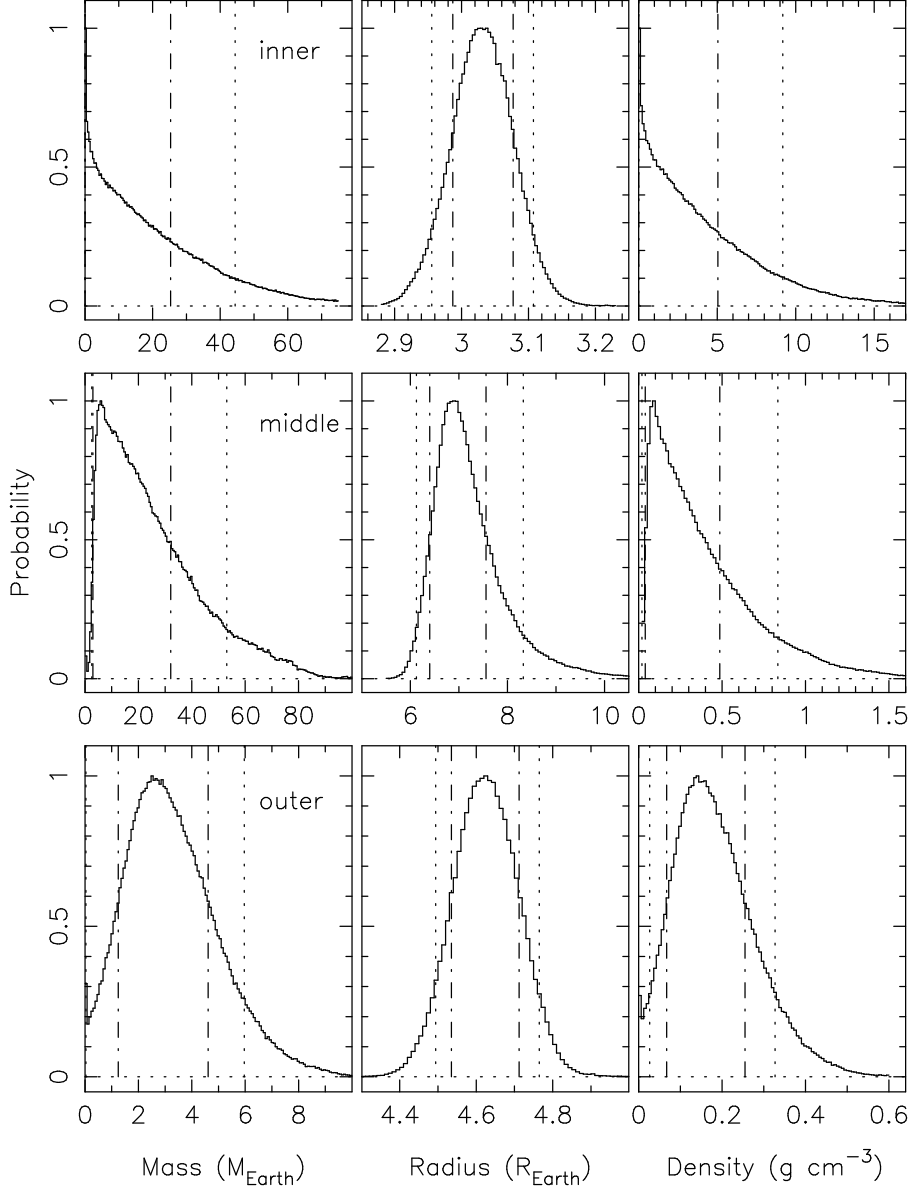 1
inner
0.5
0
0 20 40 60
2.9 3 3.1 3.2
0 5 10 15
1
middle
0.5
Probability
0
0 20 40 60 80
6 8 10
0 0.5 1 1.5
1
outer
0.5
0
0 2 4 6 8
4.4 4.6 4.8
0 0.2 0.4 0.6
Mass (M_Earth)
Radius (R_Earth)
Density (g cm⁻³)